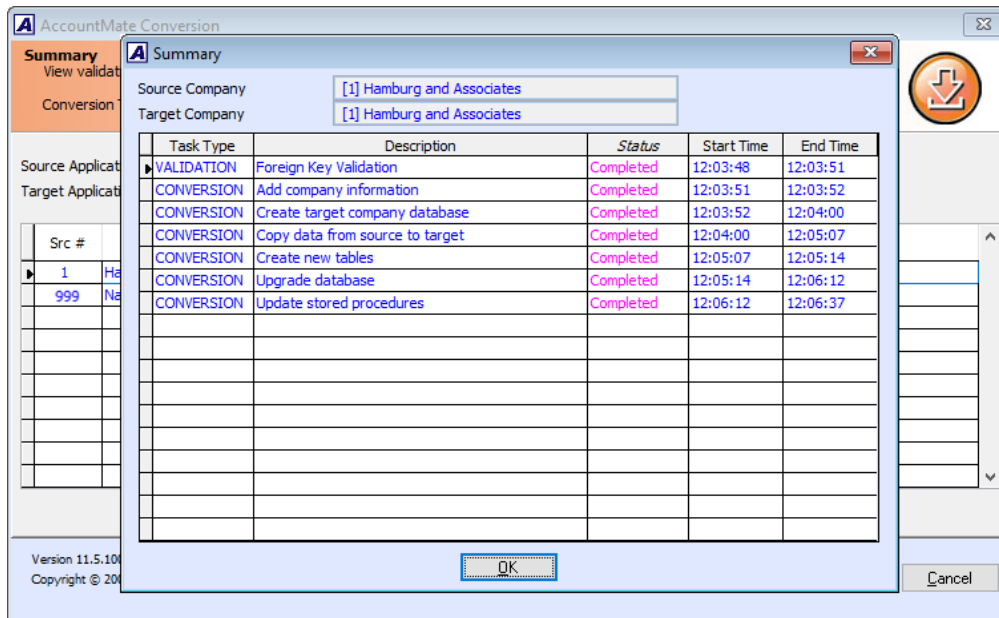 AccountMate Conversion
Summary
View validat
Conversion
Source Applicat
Target Applicati
Src #
1 Ha
999 Na
Version 11.5.100
Copyright © 200
Cancel
Summary
Source Company [1] Hamburg and Associates
Target Company [1] Hamburg and Associates
Task Type Description Status Start Time End Time
VALIDATION Foreign Key Validation Completed 12:03:48 12:03:51
CONVERSION Add company information Completed 12:03:51 12:03:52
CONVERSION Create target company database Completed 12:03:52 12:04:00
CONVERSION Copy data from source to target Completed 12:04:00 12:05:07
CONVERSION Create new tables Completed 12:05:07 12:05:14
CONVERSION Upgrade database Completed 12:05:14 12:06:12
CONVERSION Update stored procedures Completed 12:06:12 12:06:37
OK